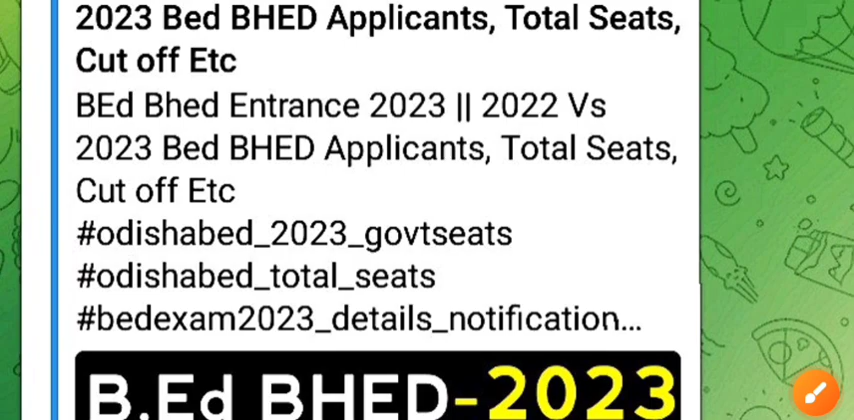 2023 Bed BHED Applicants, Total Seats,
Cut off Etc
BEd Bhed Entrance 2023 || 2022 Vs
2023 Bed BHED Applicants, Total Seats,
Cut off Etc
#odishabed_2023_govtseats
#odishabed_total_seats
#bedexam2023_details_notification...
B.Ed BHED-2023